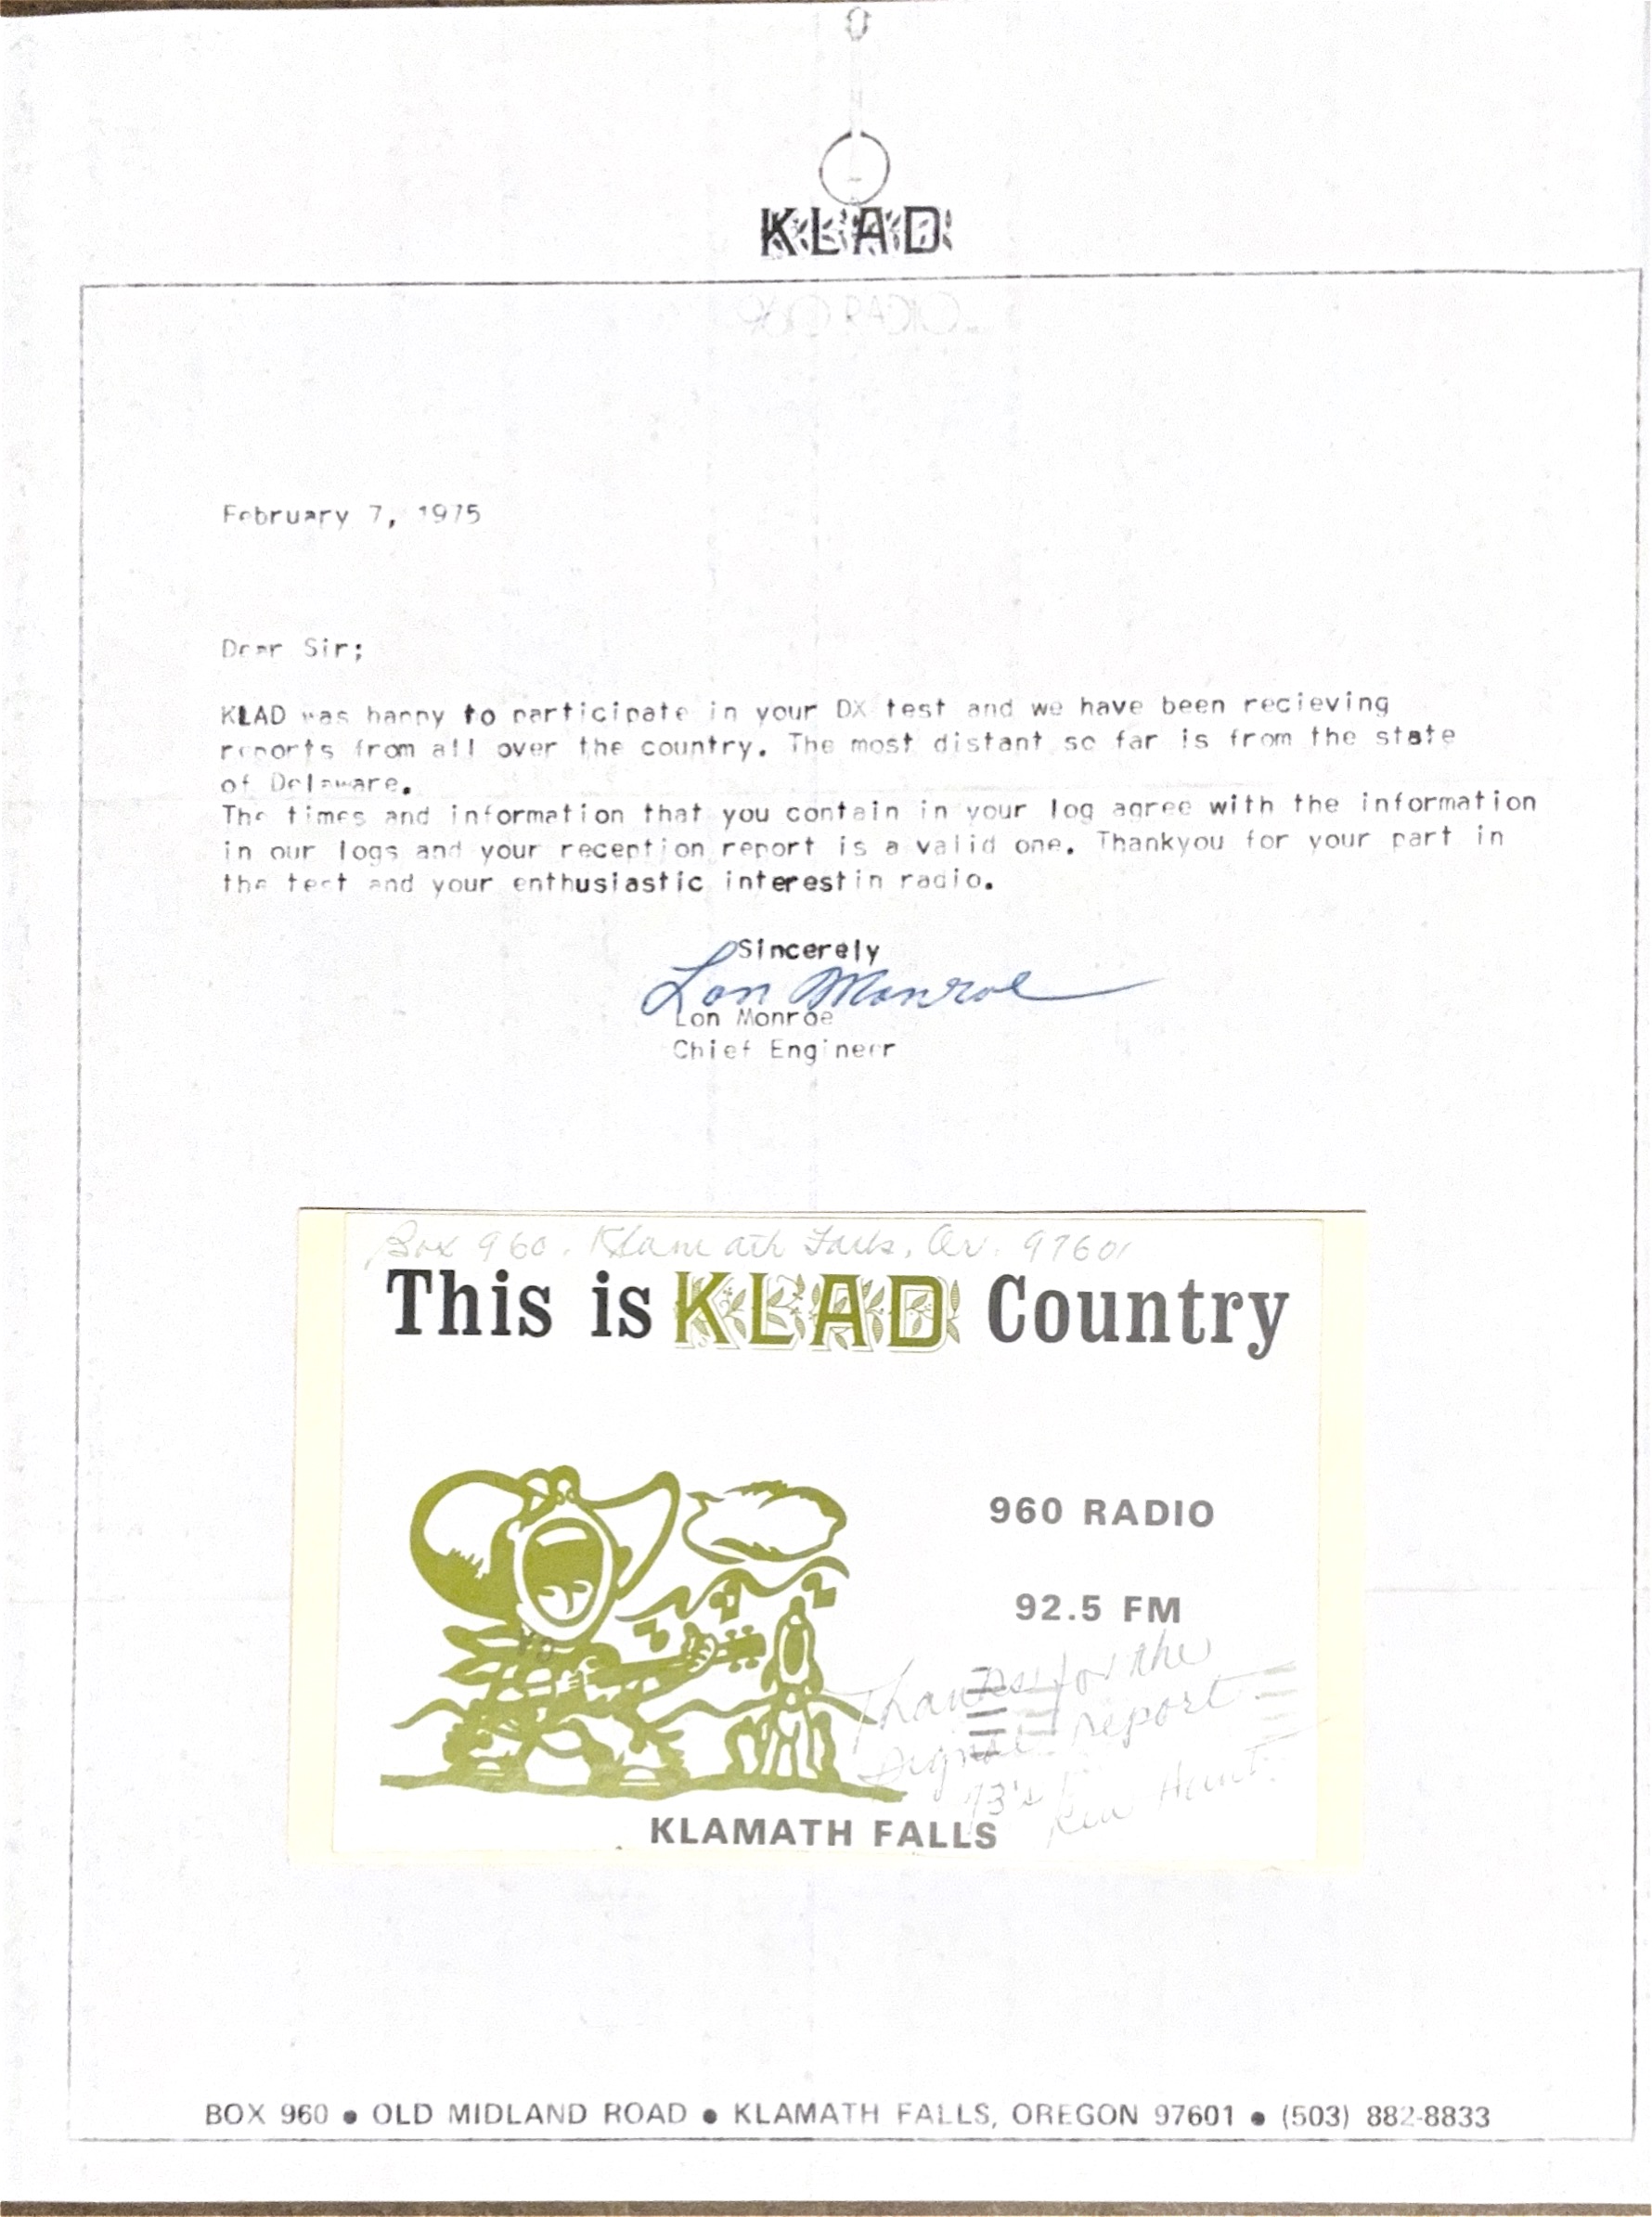 KLAD
960 RADIO
February 7, 1975
Dear Sir;
KLAD was happy to participate in your DX test and we have been recieving
reports from all over the country. The most distant so far is from the state
of Delaware.
The times and information that you contain in your log agree with the information
in our logs and your reception report is a valid one. Thankyou for your part in
the test and your enthusiastic interestin radio.
Sincerely
Lon Monroe
Lon Monroe
Chief Engineer
Box 960, Klamath Falls, Or. 97601
This is KLAD Country
960 RADIO
92.5 FM
Thanks for the
signal report
73's
KLAMATH FALLS
BOX 960 • OLD MIDLAND ROAD • KLAMATH FALLS, OREGON 97601 • (503) 882-8833